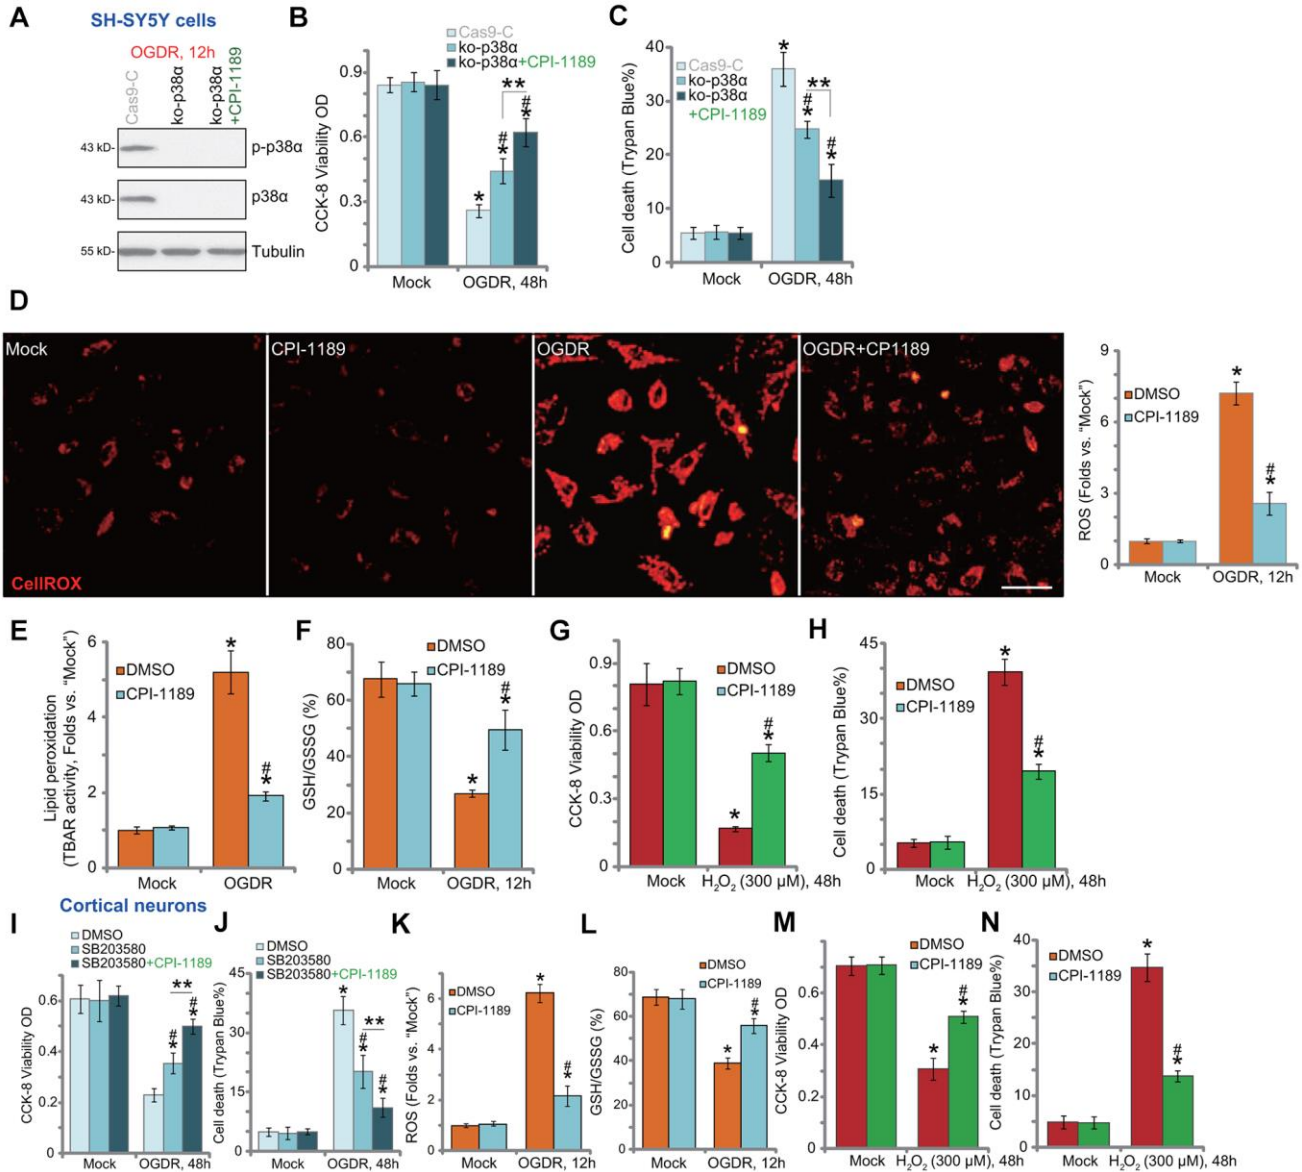 A
SH-SY5Y cells
OGDR, 12h
Cas9-C
ko-p38α
ko-p38α
+CPI-1189
43 kD-
p-p38α
43 kD-
p38α
55 kD-
Tubulin
B
Cas9-C
ko-p38α
ko-p38α+CPI-1189
CCK-8 Viability OD
0.9
0.6
0.3
0
*
#
*
**
#
*
Mock
OGDR, 48h
C
Cas9-C
ko-p38α
ko-p38α
+CPI-1189
Cell death (Trypan Blue%)
40
30
20
10
0
*
#
*
**
#
*
Mock
OGDR, 48h
D
Mock
CPI-1189
OGDR
OGDR+CP1189
CellROX
ROS (Folds vs. “Mock”)
9
6
3
0
DMSO
CPI-1189
*
#
*
Mock
OGDR, 12h
E
Lipid peroxidation
(TBAR activity, Folds vs. “Mock”)
6
4
2
0
DMSO
CPI-1189
*
#
*
Mock
OGDR
F
GSH/GSSG (%)
80
60
40
20
0
DMSO
CPI-1189
*
#
*
Mock
OGDR, 12h
G
CCK-8 Viability OD
0.9
0.6
0.3
0
DMSO
CPI-1189
*
#
*
Mock
H₂O₂ (300 µM), 48h
H
Cell death (Trypan Blue%)
45
30
15
0
DMSO
CPI-1189
*
#
*
Mock
H₂O₂ (300 µM), 48h
Cortical neurons
I
DMSO
SB203580
SB203580+CPI-1189
CCK-8 Viability OD
0.6
0.4
0.2
0
#
*
**
#
*
Mock
OGDR, 48h
J
DMSO
SB203580
SB203580+CPI-1189
Cell death (Trypan Blue%)
45
30
15
0
*
#
*
**
#
*
Mock
OGDR, 48h
K
ROS (Folds vs. “Mock”)
6
4
2
0
DMSO
CPI-1189
*
#
*
Mock
OGDR, 12h
L
GSH/GSSG (%)
80
60
40
20
0
DMSO
CPI-1189
*
#
*
Mock
OGDR, 12h
M
CCK-8 Viability OD
0.6
0.4
0.2
0
DMSO
CPI-1189
*
#
*
Mock
H₂O₂ (300 µM), 48h
N
Cell death (Trypan Blue%)
40
30
20
10
0
DMSO
CPI-1189
*
#
*
Mock
H₂O₂ (300 µM), 48h